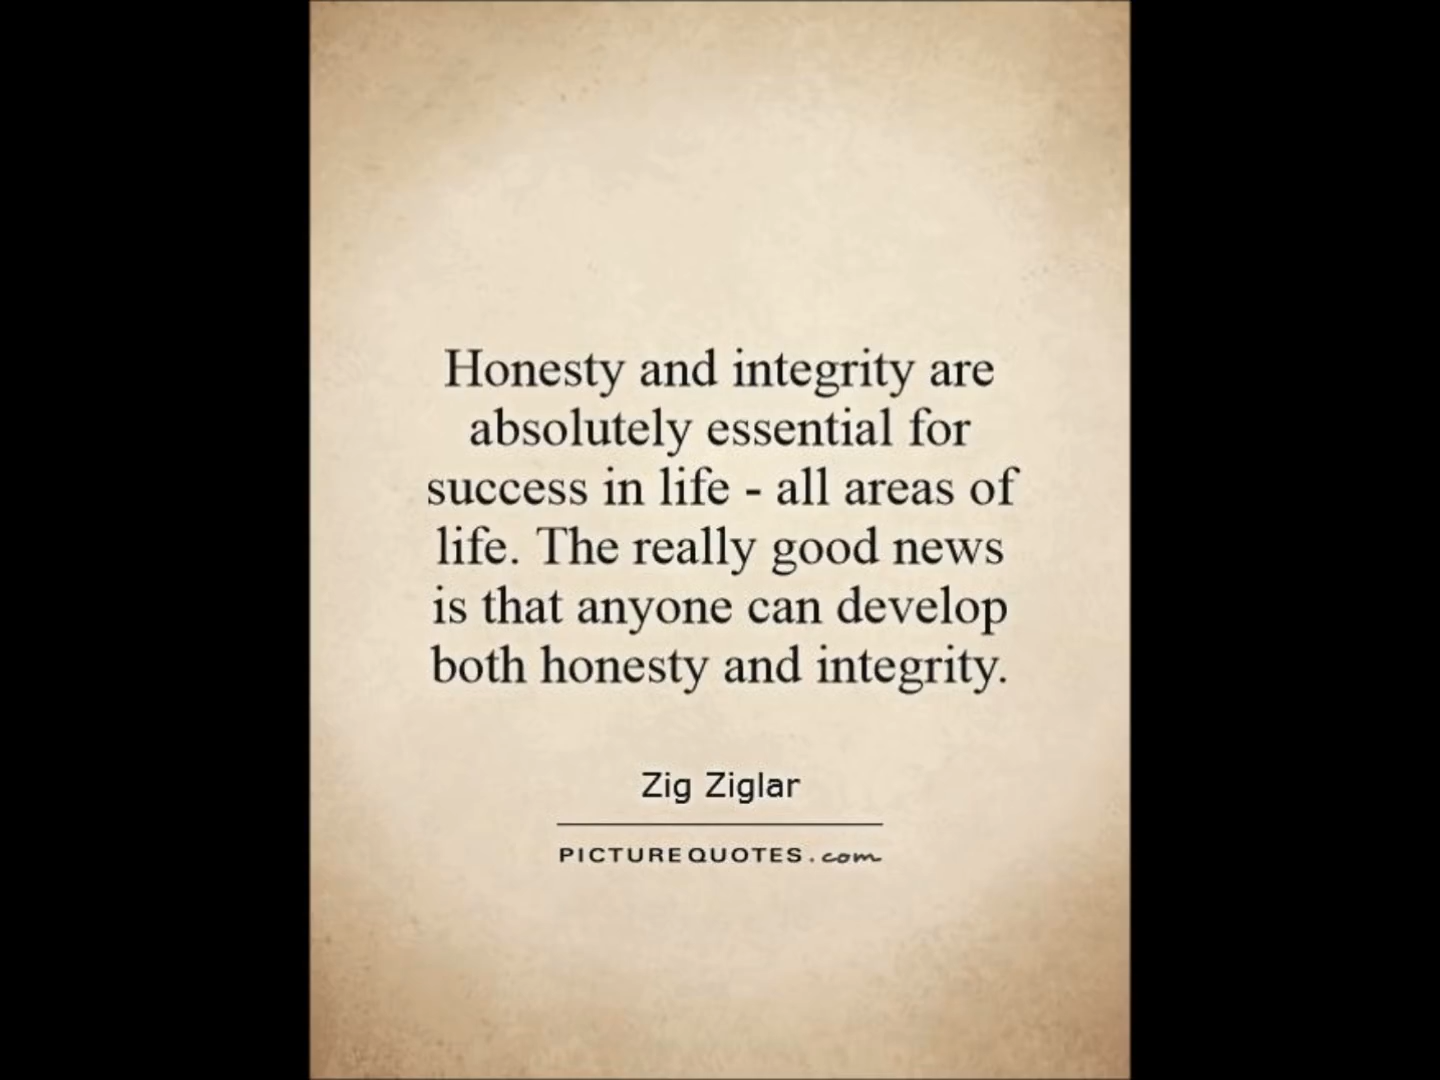 Honesty and integrity are
absolutely essential for
success in life - all areas of
life. The really good news
is that anyone can develop
both honesty and integrity.
Zig Ziglar
PICTUREQUOTES.com